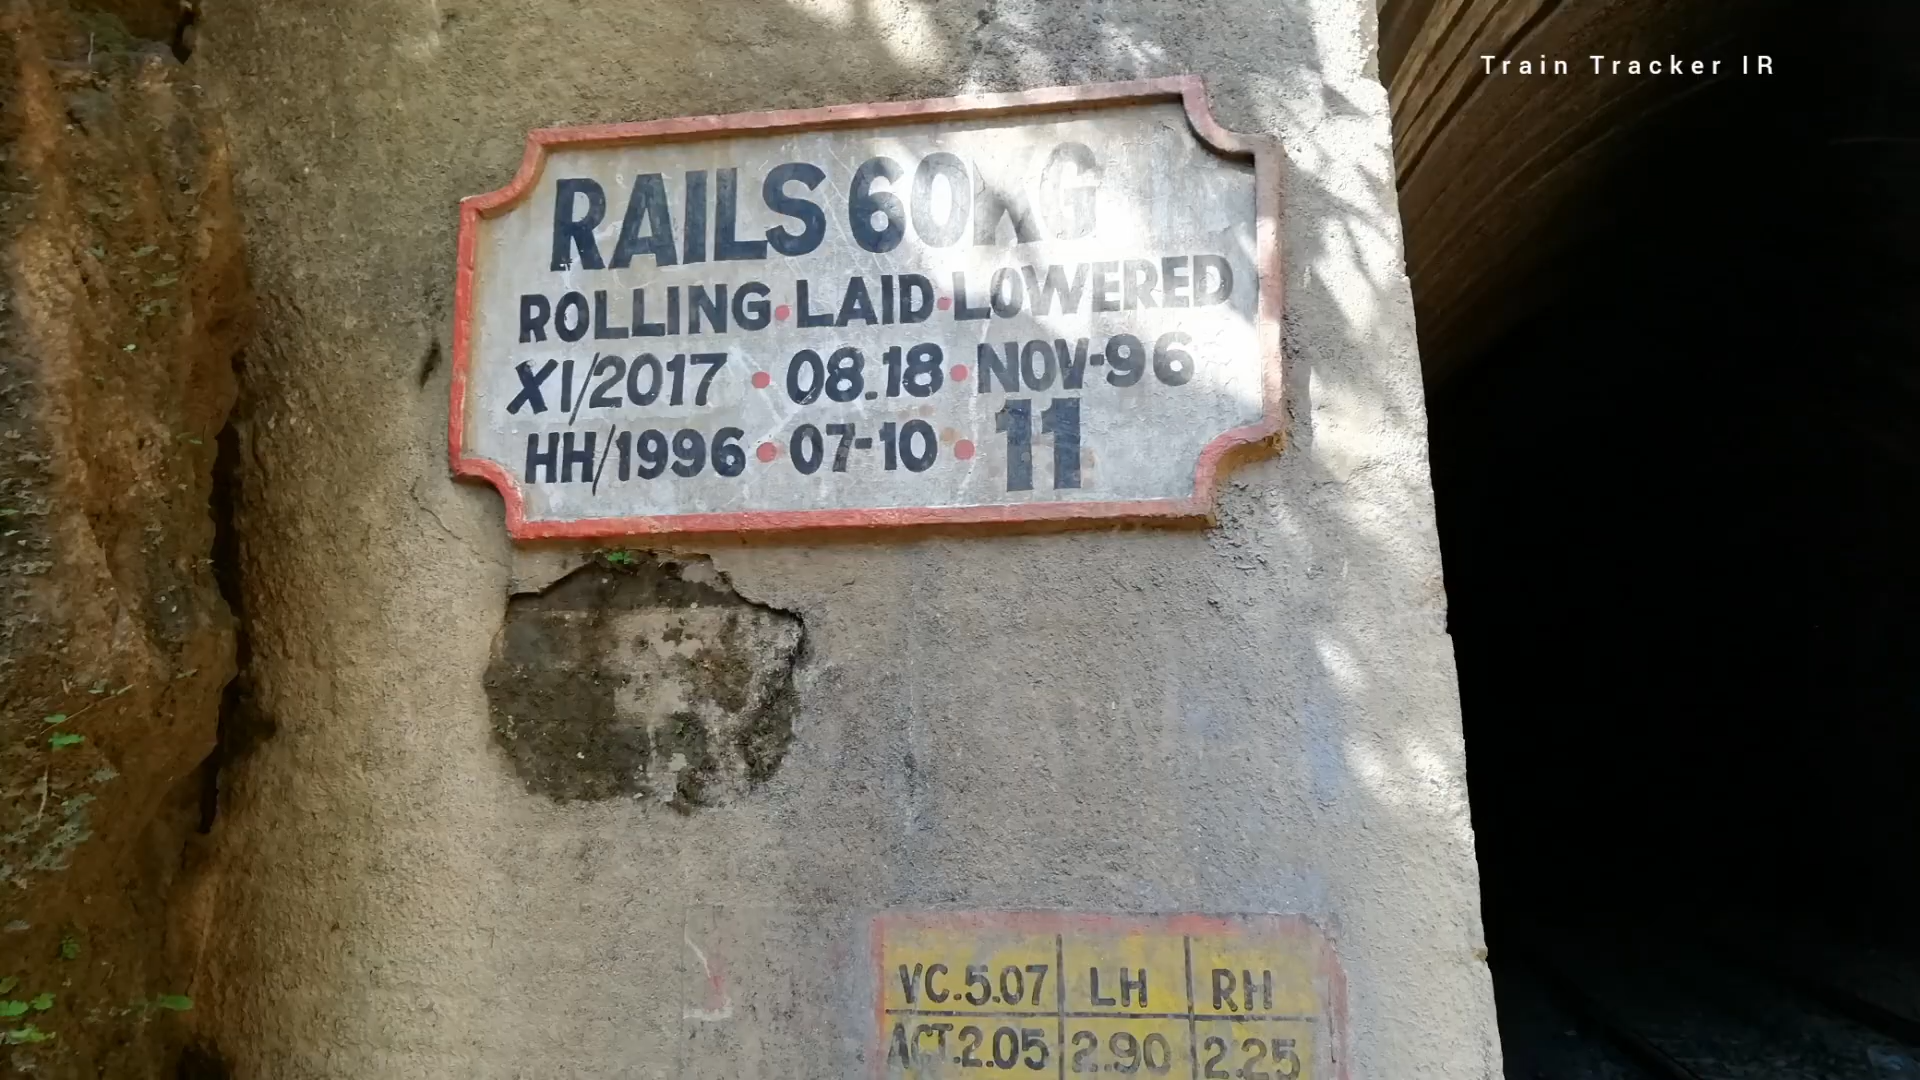 Train Tracker IR
RAILS 60KG
ROLLING • LAID • LOWERED
XI/2017 • 08.18 • NOV-96
HH/1996 • 07-10 • 11
VC.5.07 LH RH
ACT.2.05 2.90 2.25